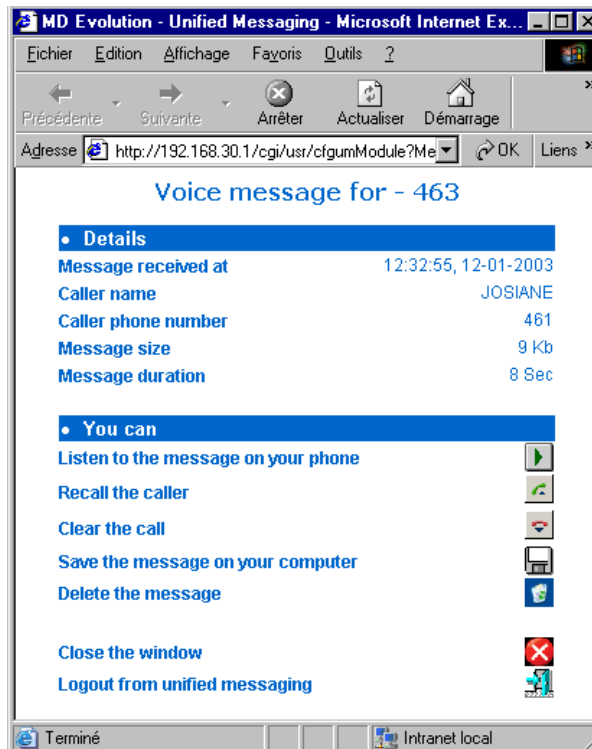 MD Evolution - Unified Messaging - Microsoft Internet Ex...
Fichier Edition Affichage Favoris Outils ?
Précédente Suivante Arrêter Actualiser Démarrage »
Adresse http://192.168.30.1/cgi/usr/cfgumModule?Me OK Liens »
Voice message for - 463
• Details
Message received at 12:32:55, 12-01-2003
Caller name JOSIANE
Caller phone number 461
Message size 9 Kb
Message duration 8 Sec
• You can
Listen to the message on your phone
Recall the caller
Clear the call
Save the message on your computer
Delete the message
Close the window
Logout from unified messaging
Terminé Intranet local